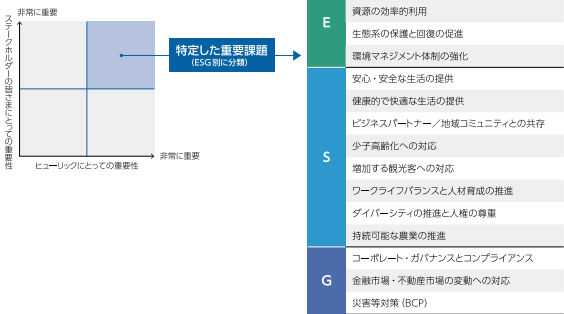 非常に重要
ステークホルダーの皆さまにとっての重要性
ヒューリックにとっての重要性
非常に重要
特定した重要課題
（ESG別に分類）
E
資源の効率的利用
生態系の保護と回復の促進
環境マネジメント体制の強化
S
安心・安全な生活の提供
健康的で快適な生活の提供
ビジネスパートナー／地域コミュニティとの共存
少子高齢化への対応
増加する観光客への対応
ワークライフバランスと人材育成の推進
ダイバーシティの推進と人権の尊重
持続可能な農業の推進
G
コーポレート・ガバナンスとコンプライアンス
金融市場・不動産市場の変動への対応
災害等対策（BCP）